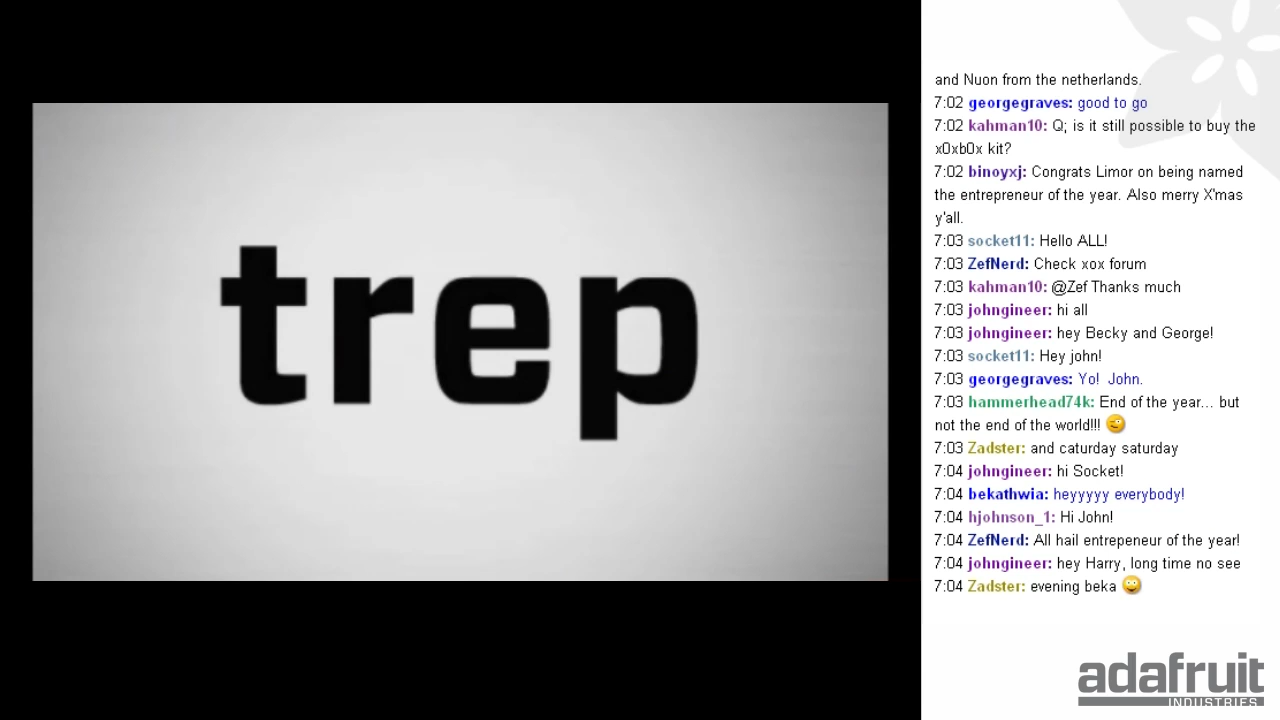 trep
and Nuon from the netherlands.
7:02 georgegraves: good to go
7:02 kahman10: Q; is it still possible to buy the
x0xb0x kit?
7:02 binoyxj: Congrats Limor on being named
the entrepreneur of the year. Also merry X'mas
y'all.
7:03 socket11: Hello ALL!
7:03 ZefNerd: Check xox forum
7:03 kahman10: @Zef Thanks much
7:03 johngineer: hi all
7:03 johngineer: hey Becky and George!
7:03 socket11: Hey john!
7:03 georgegraves: Yo! John.
7:03 hammerhead74k: End of the year... but
not the end of the world!!!
7:03 Zadster: and caturday saturday
7:04 johngineer: hi Socket!
7:04 bekathwia: heyyyyy everybody!
7:04 hjohnson_1: Hi John!
7:04 ZefNerd: All hail entrepeneur of the year!
7:04 johngineer: hey Harry, long time no see
7:04 Zadster: evening beka
adafruit
INDUSTRIES